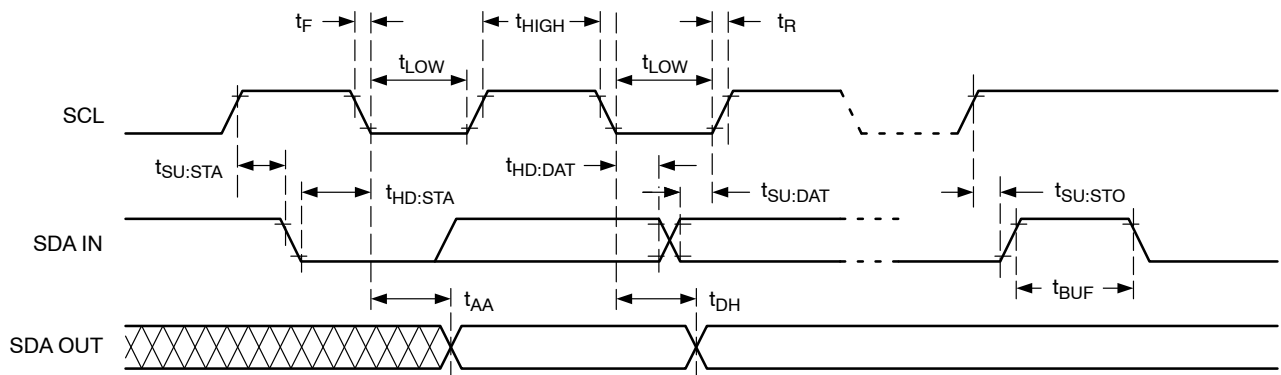 tF
tHIGH
tR
tLOW
tLOW
SCL
tSU:STA
tHD:STA
tHD:DAT
tSU:DAT
tSU:STO
SDA IN
tBUF
tAA
tDH
SDA OUT